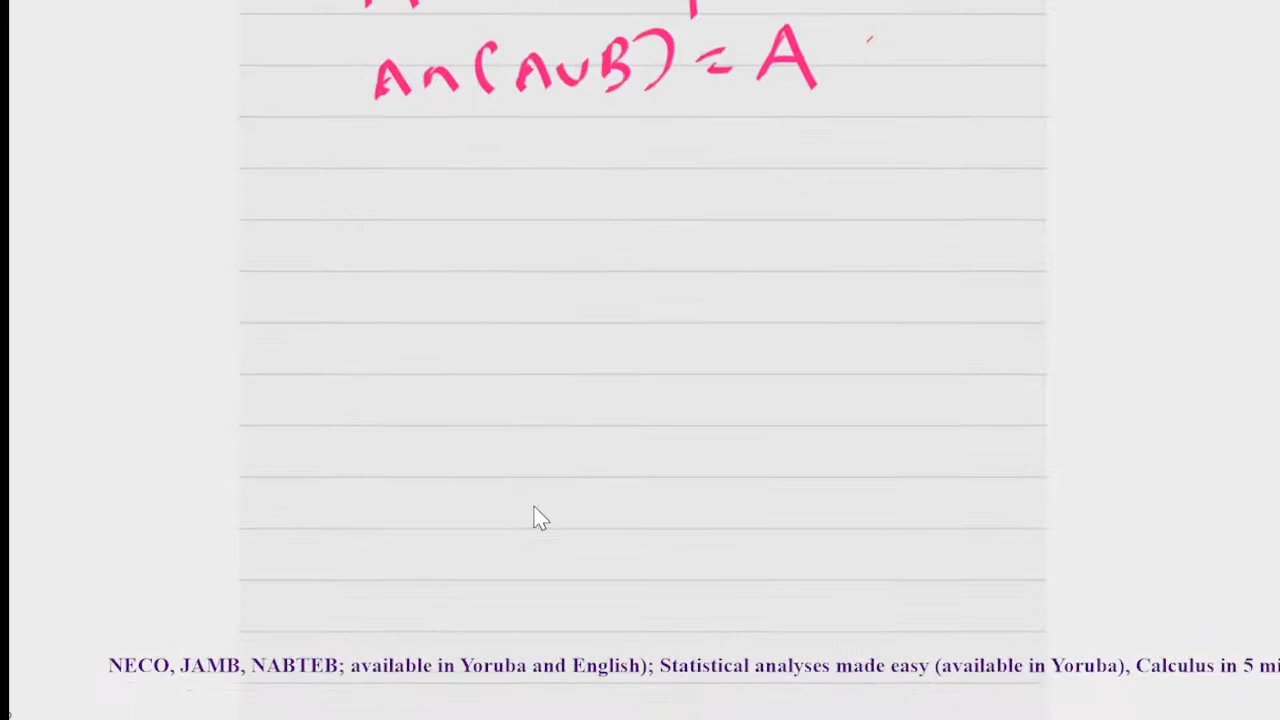 A∩(A∪B) = A
NECO, JAMB, NABTEB; available in Yoruba and English); Statistical analyses made easy (available in Yoruba), Calculus in 5 mi